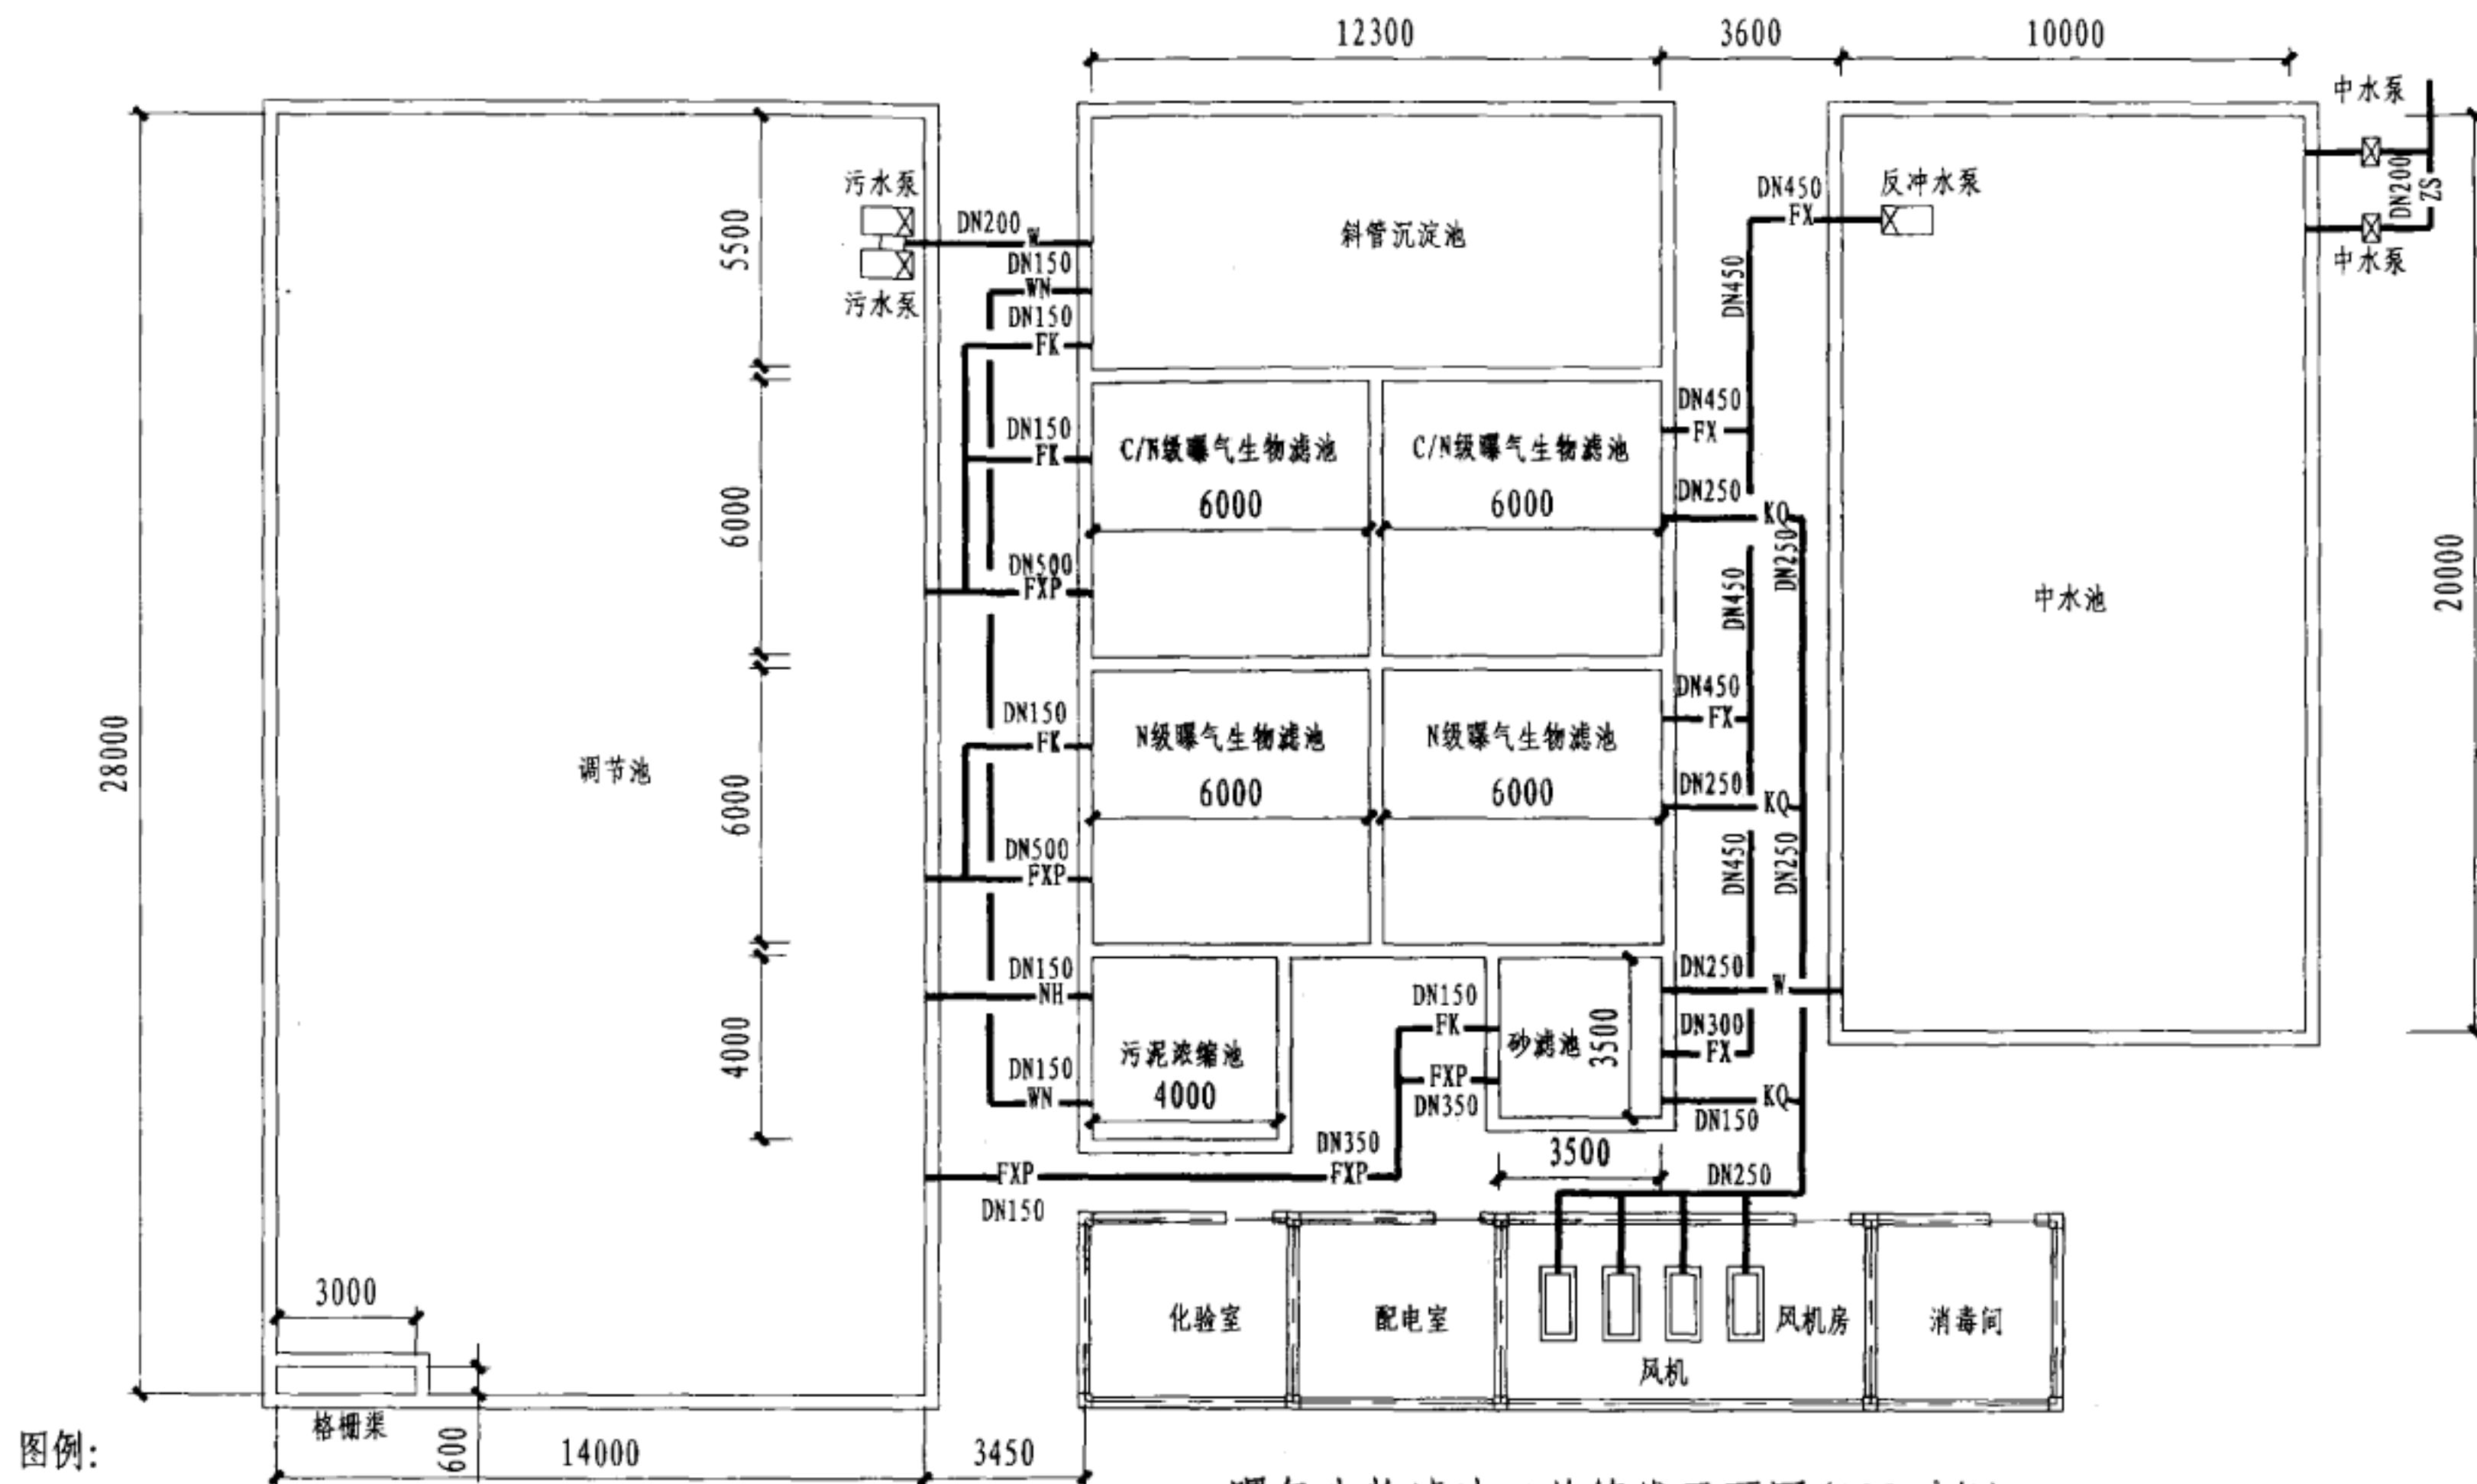 12300
3600
10000
中水泵
污水泵
DN200
W
DN450
FX
反冲水泵
DN200
ZS
5500
斜管沉淀池
DN150
WN
污水泵
DN450
中水泵
DN150
FK
DN150
FK
C/N级曝气生物滤池
C/N级曝气生物滤池
DN450
FX
6000
6000
6000
DN250
KQ
DN250
DN500
FXP
DN450
中水池
20000
28000
调节池
DN150
FK
N级曝气生物滤池
N级曝气生物滤池
DN450
FX
6000
6000
6000
DN250
KQ
DN500
FXP
DN450
DN250
DN150
NH
DN150
FK
DN250
W
4000
污泥浓缩池
4000
砂滤池
3500
DN300
FX
DN150
WN
FXP
DN350
KQ
DN150
DN350
FXP
FXP
3500
DN250
DN150
3000
化验室
配电室
风机房
消毒间
风机
格栅渠
图例:
600
14000
3450